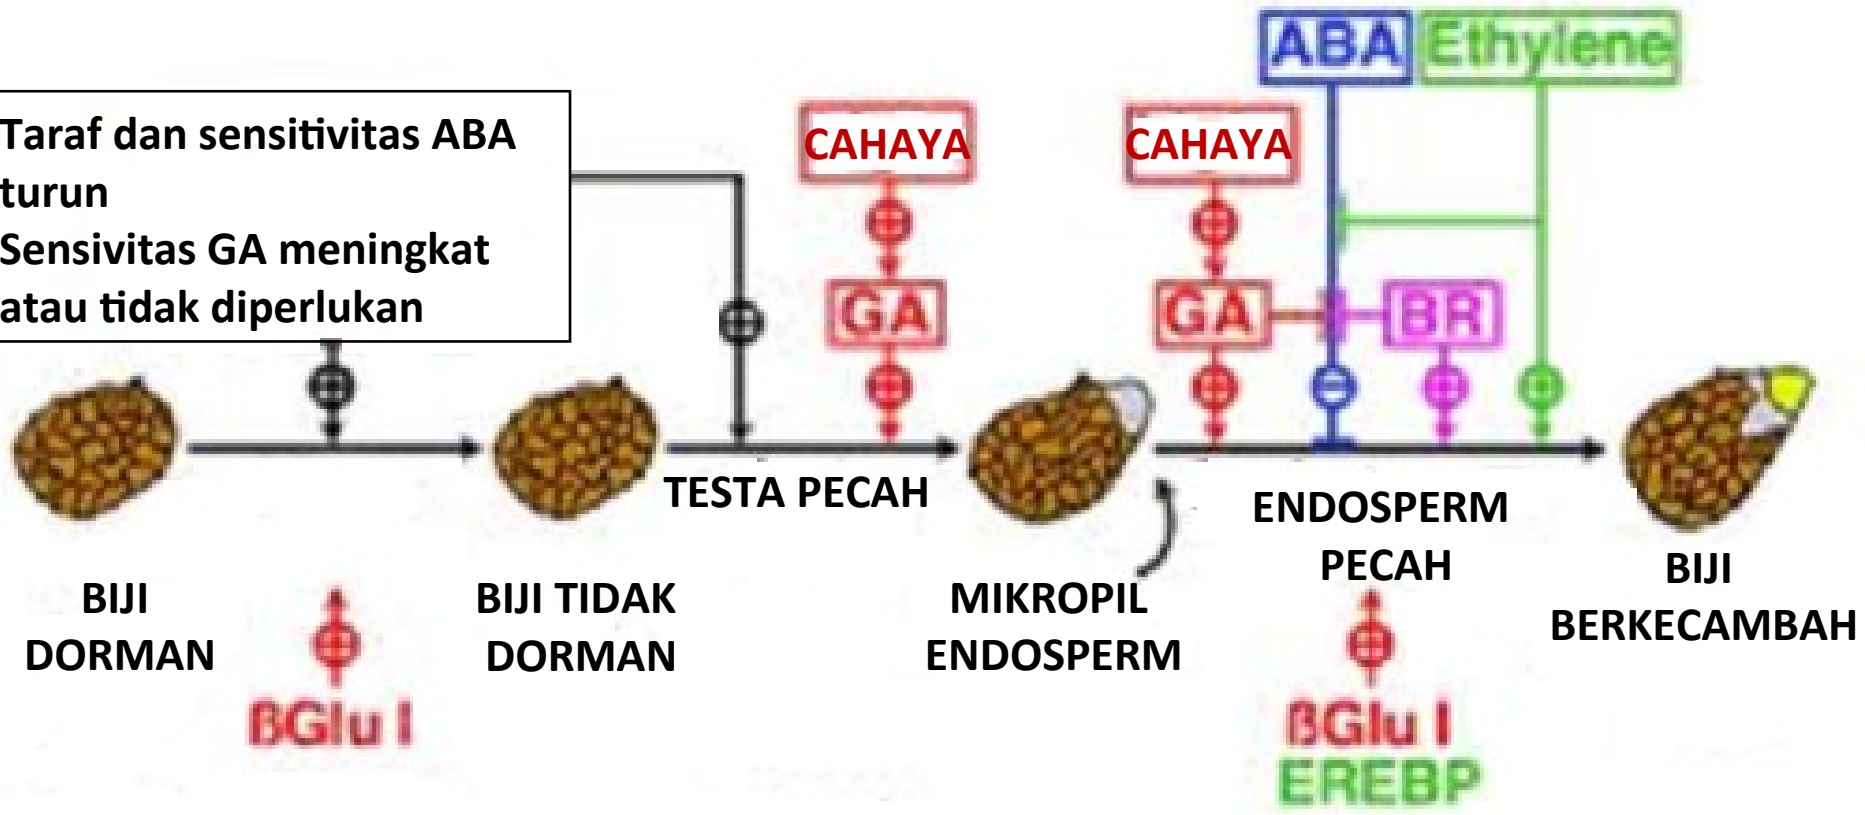 ABA
Ethylene
Taraf dan sensitivitas ABA
turun
Sensivitas GA meningkat
atau tidak diperlukan
CAHAYA
CAHAYA
GA
GA
BR
TESTA PECAH
ENDOSPERM
PECAH
BIJI
DORMAN
BIJI TIDAK
DORMAN
MIKROPIL
ENDOSPERM
BIJI
BERKECAMBAH
βGlu I
βGlu I
EREBP